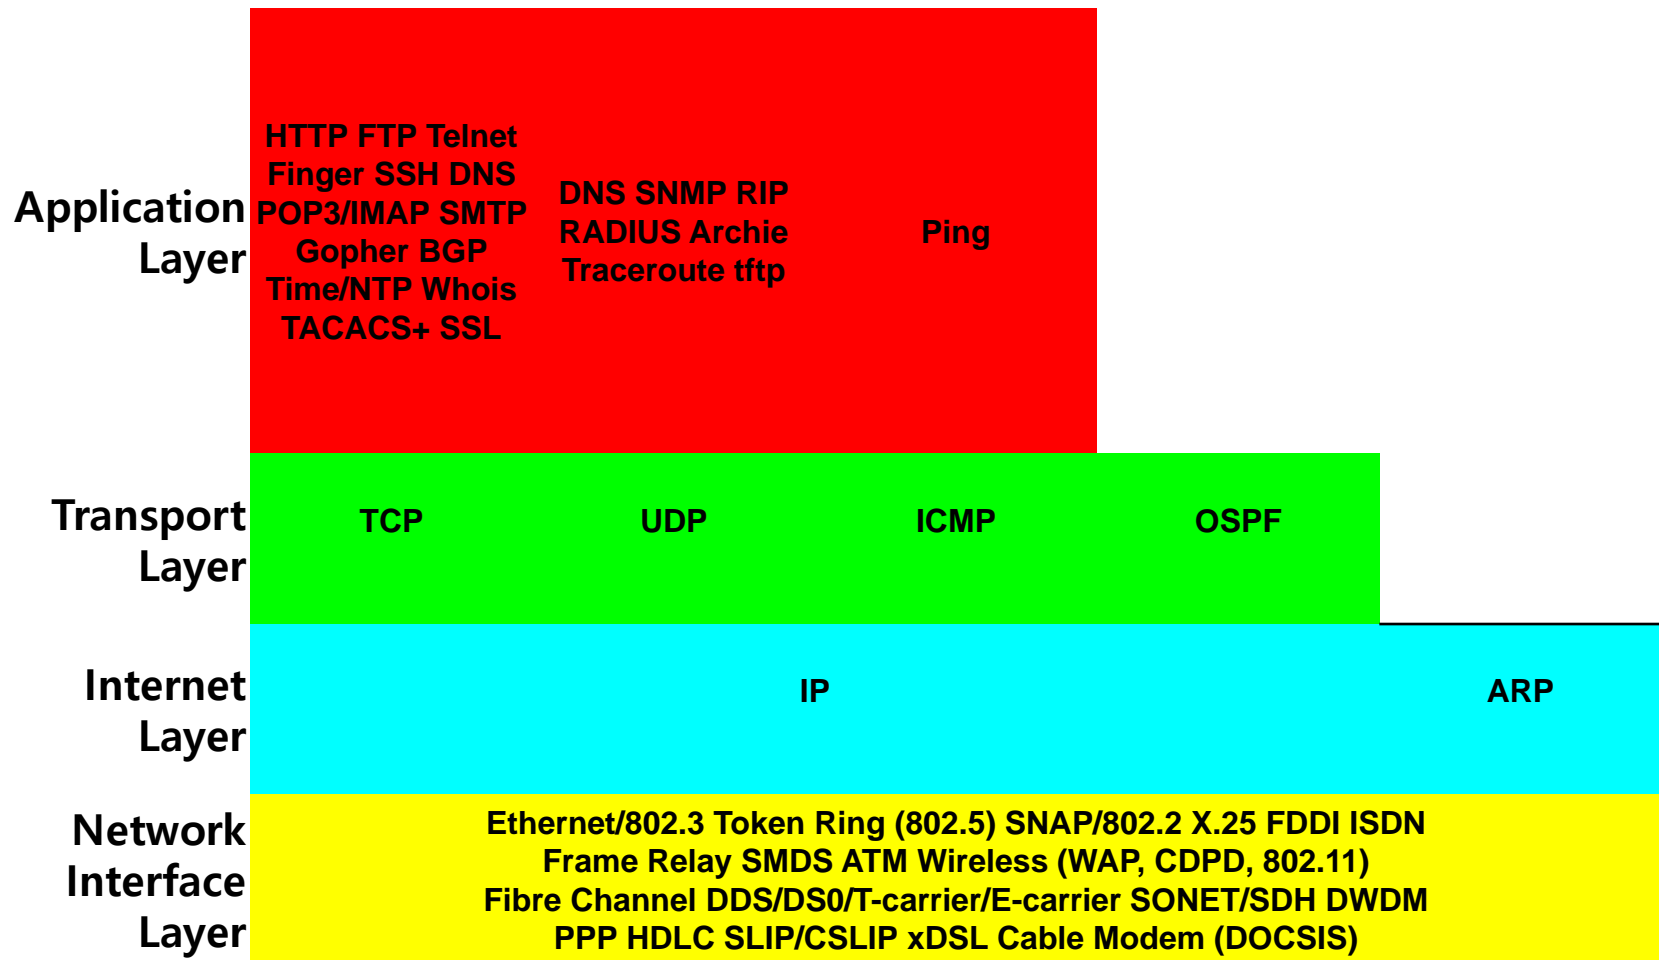 Application
Layer
HTTP FTP Telnet
Finger SSH DNS
POP3/IMAP SMTP
Gopher BGP
Time/NTP Whois
TACACS+ SSL
DNS SNMP RIP
RADIUS Archie
Traceroute tftp
Ping
Transport
Layer
TCP
UDP
ICMP
OSPF
Internet
Layer
IP
ARP
Network
Interface
Layer
Ethernet/802.3 Token Ring (802.5) SNAP/802.2 X.25 FDDI ISDN
Frame Relay SMDS ATM Wireless (WAP, CDPD, 802.11)
Fibre Channel DDS/DS0/T-carrier/E-carrier SONET/SDH DWDM
PPP HDLC SLIP/CSLIP xDSL Cable Modem (DOCSIS)